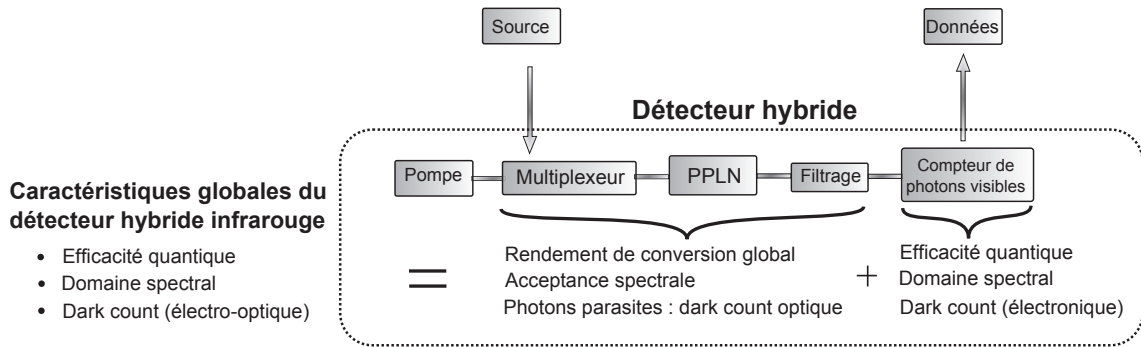 Source
Données
Détecteur hybride
Pompe
Multiplexeur
PPLN
Filtrage
Compteur de
photons visibles
Caractéristiques globales du
détecteur hybride infrarouge
• Efficacité quantique
• Domaine spectral
• Dark count (électro-optique)
=
Rendement de conversion global
Acceptance spectrale
Photons parasites : dark count optique
+
Efficacité quantique
Domaine spectral
Dark count (électronique)